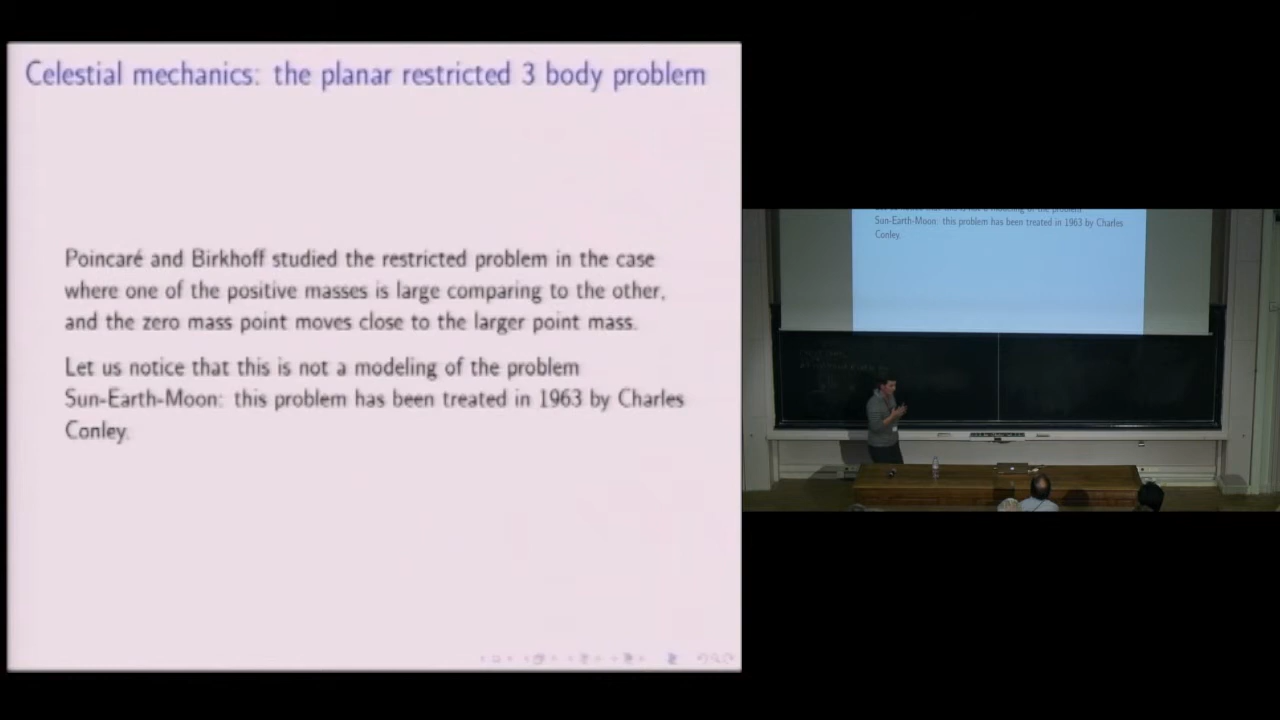 Celestial mechanics: the planar restricted 3 body problem
Poincaré and Birkhoff studied the restricted problem in the case
where one of the positive masses is large comparing to the other,
and the zero mass point moves close to the larger point mass.
Let us notice that this is not a modeling of the problem
Sun-Earth-Moon: this problem has been treated in 1963 by Charles
Conley.
Sun-Earth-Moon: this problem has been treated in 1963 by Charles
Conley.